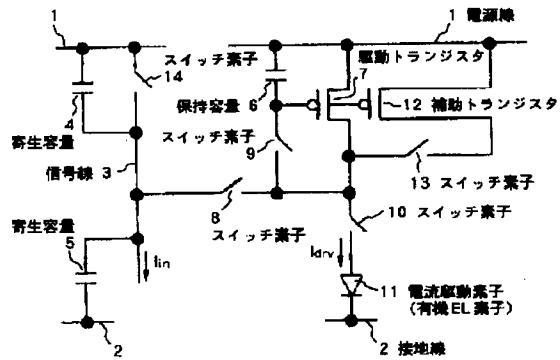 1
1 電源線
スイッチ素子
14
駆動トランジスタ
7
保持容量 6
12 補助トランジスタ
4
寄生容量
スイッチ素子
9
信号線 3
13 スイッチ素子
寄生容量
5
8
スイッチ素子
10 スイッチ素子
Iin
Idrv
11 電流駆動素子
(有機EL素子)
2
2 接地線